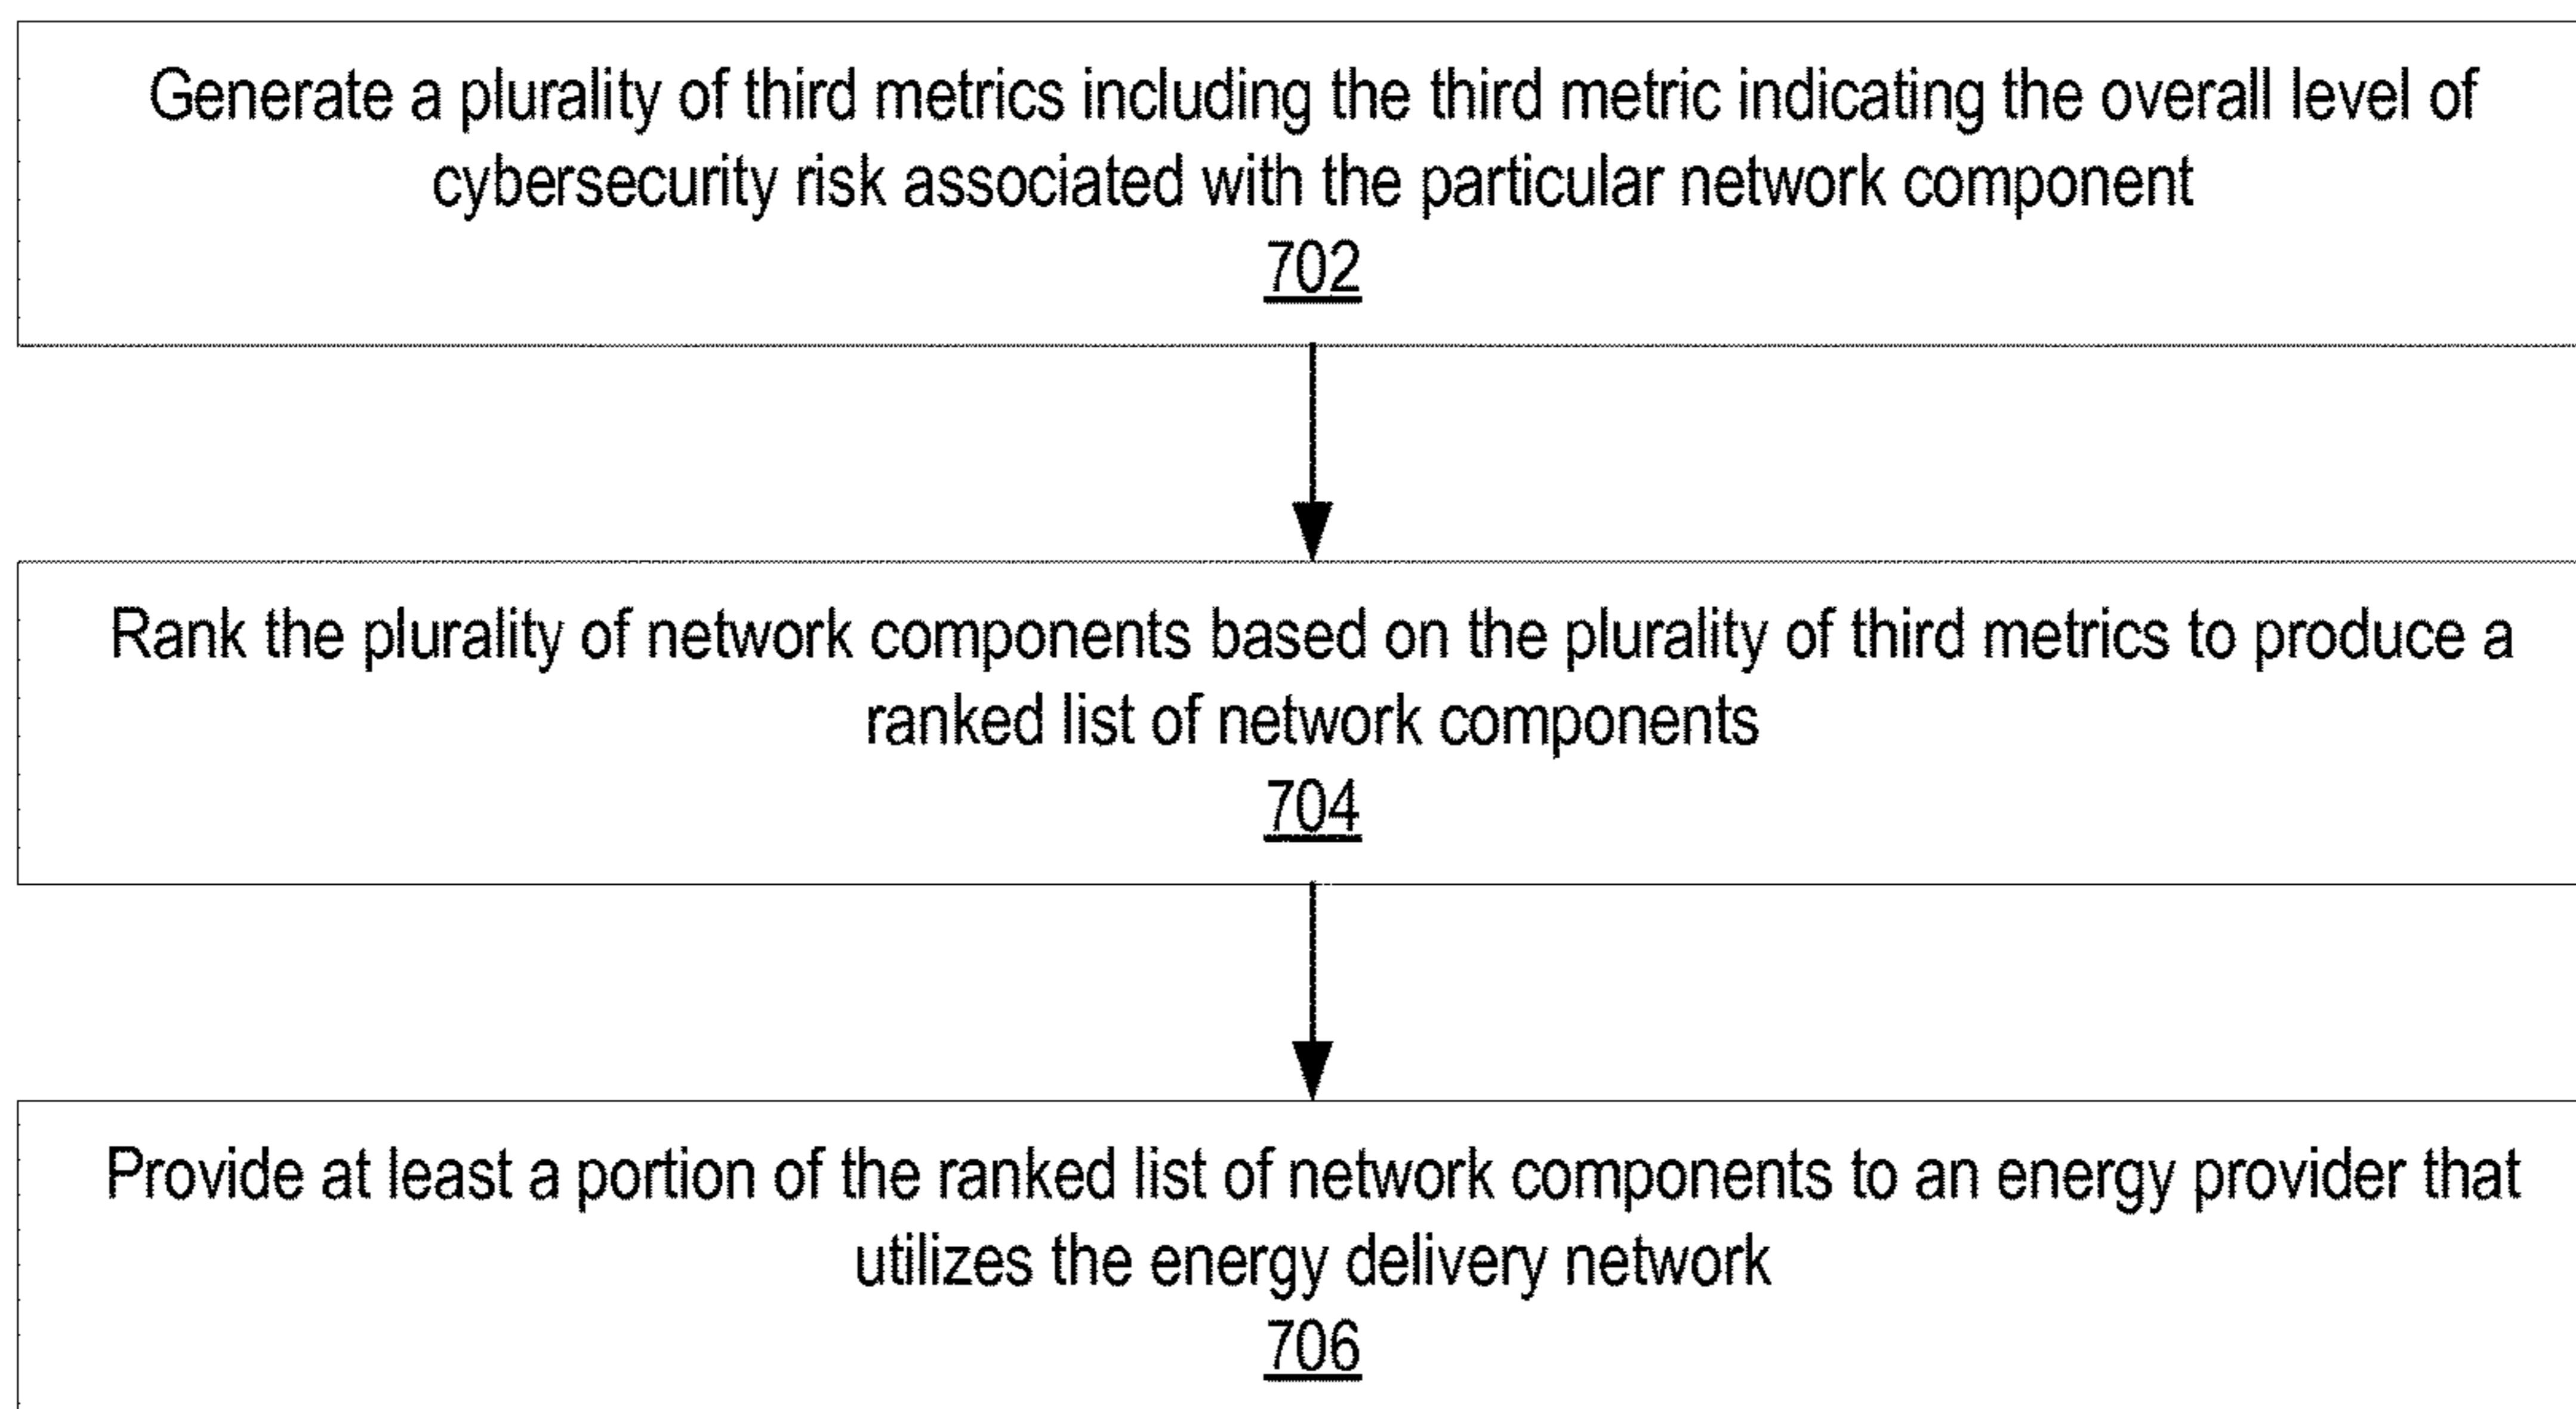 Generate a plurality of third metrics including the third metric indicating the overall level of
cybersecurity risk associated with the particular network component
702
Rank the plurality of network components based on the plurality of third metrics to produce a
ranked list of network components
704
Provide at least a portion of the ranked list of network components to an energy provider that
utilizes the energy delivery network
706